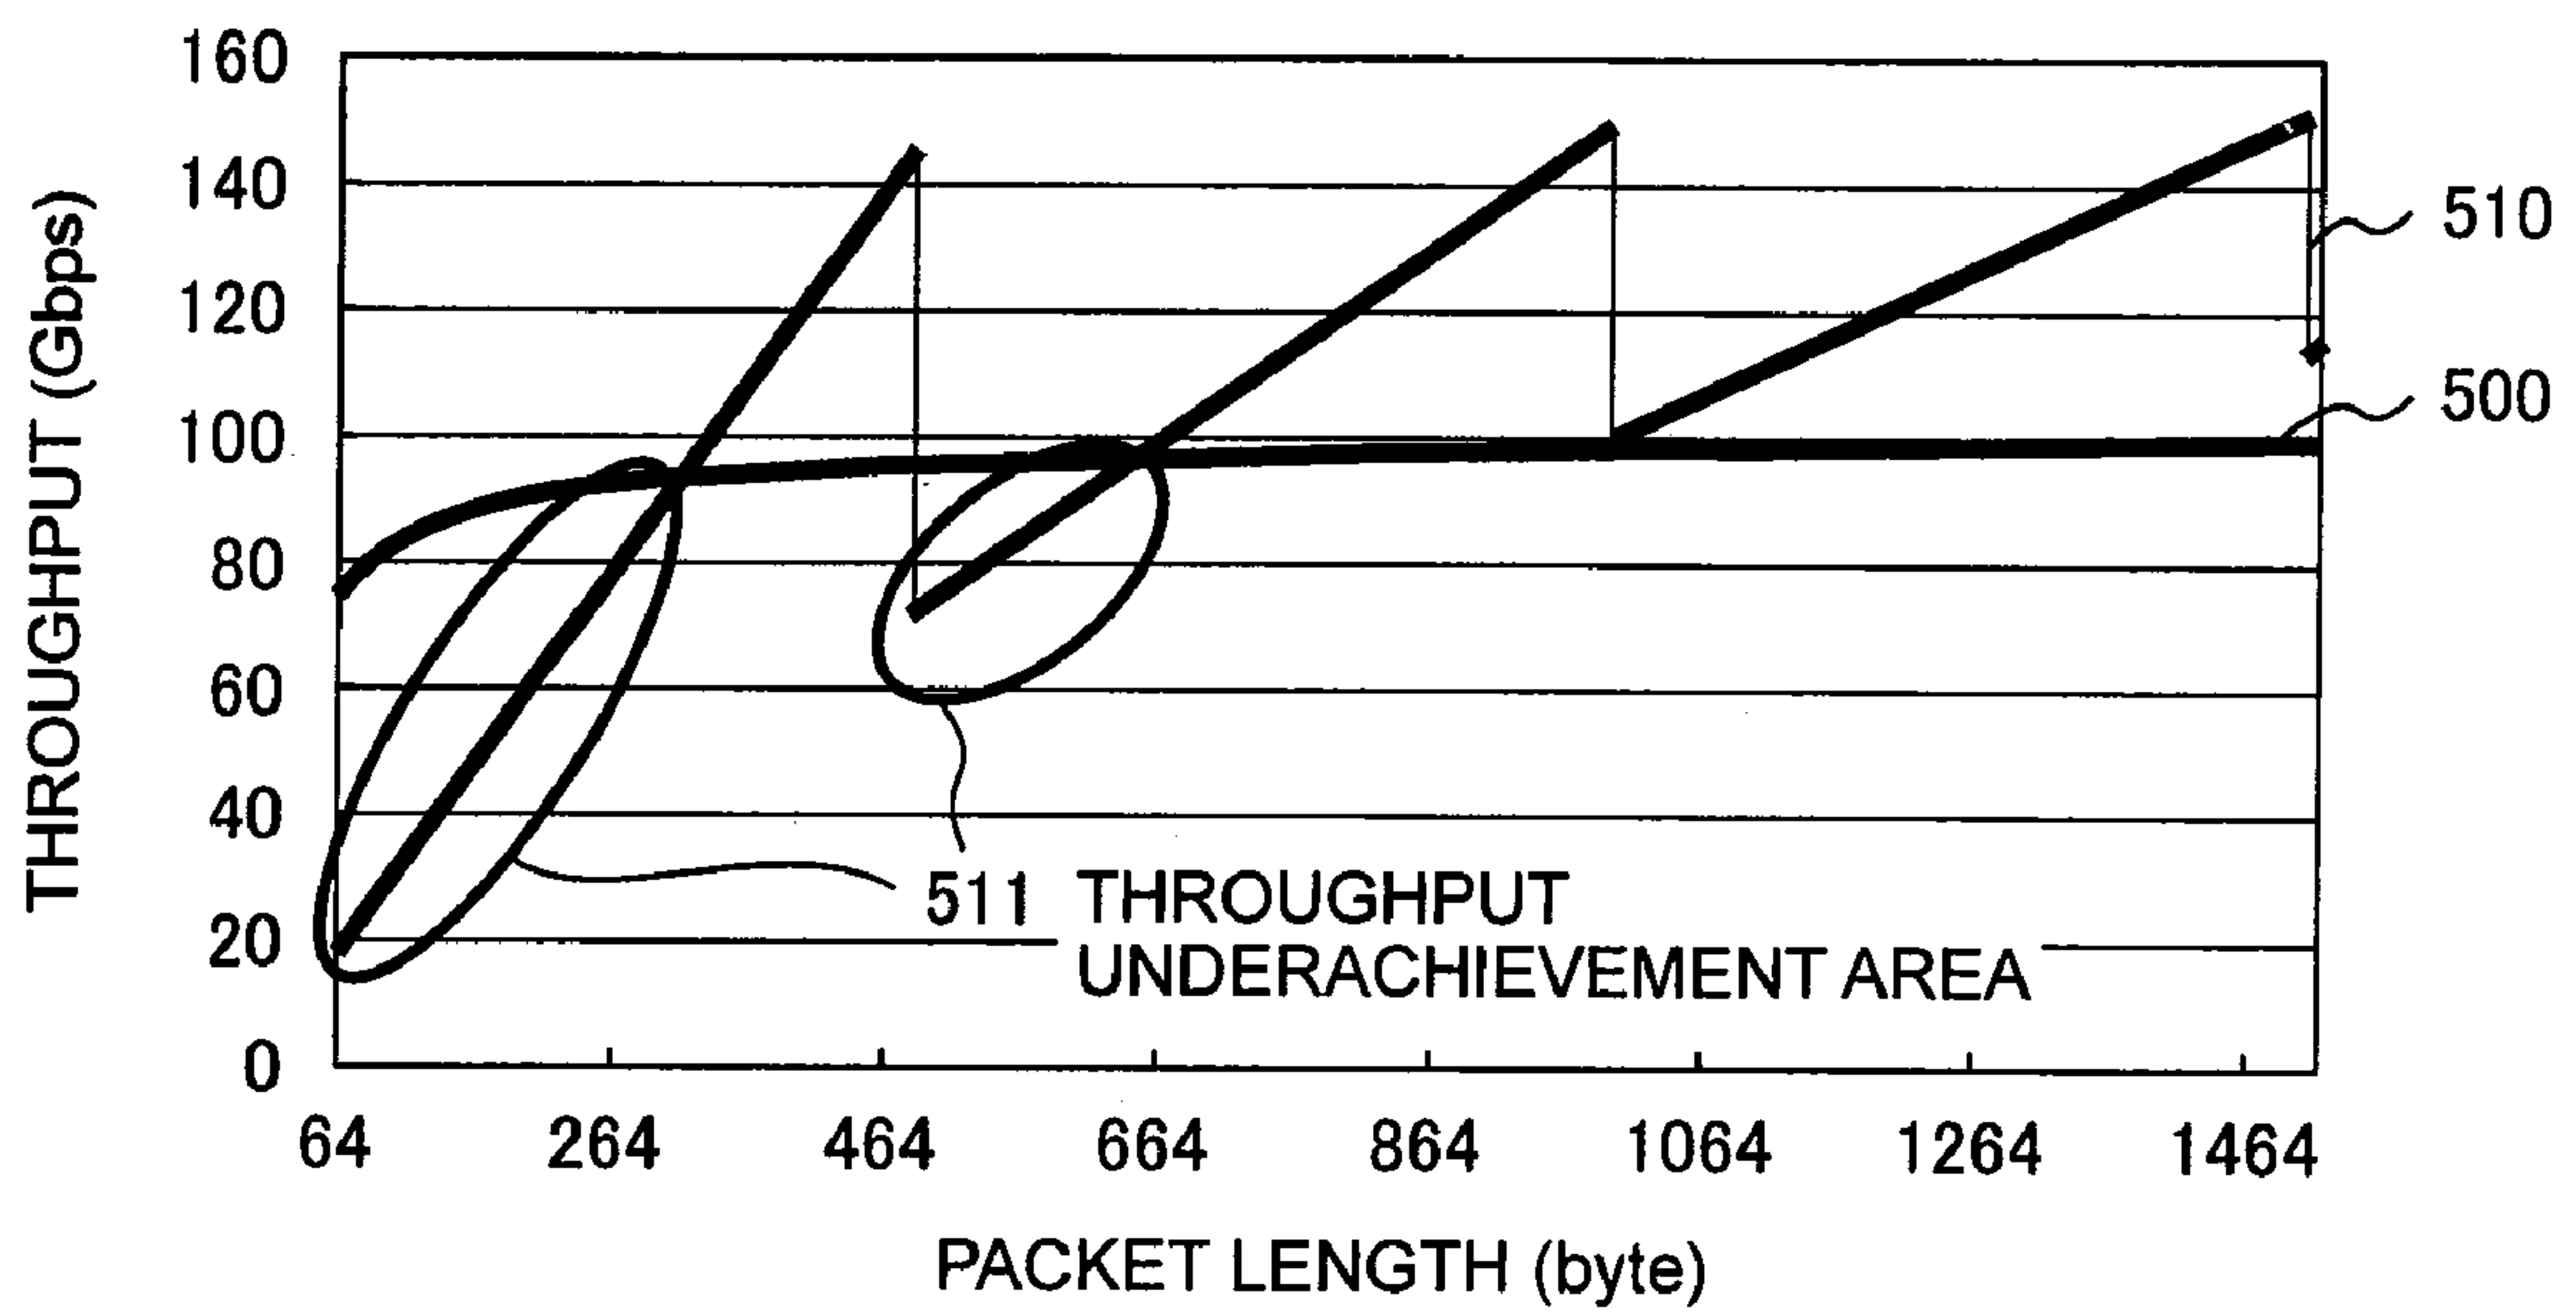 THROUGHPUT (Gbps)
160
140
120
100
80
60
40
20
0
510
500
511 THROUGHPUT
UNDERACHIEVEMENT AREA
64 264 464 664 864 1064 1264 1464
PACKET LENGTH (byte)